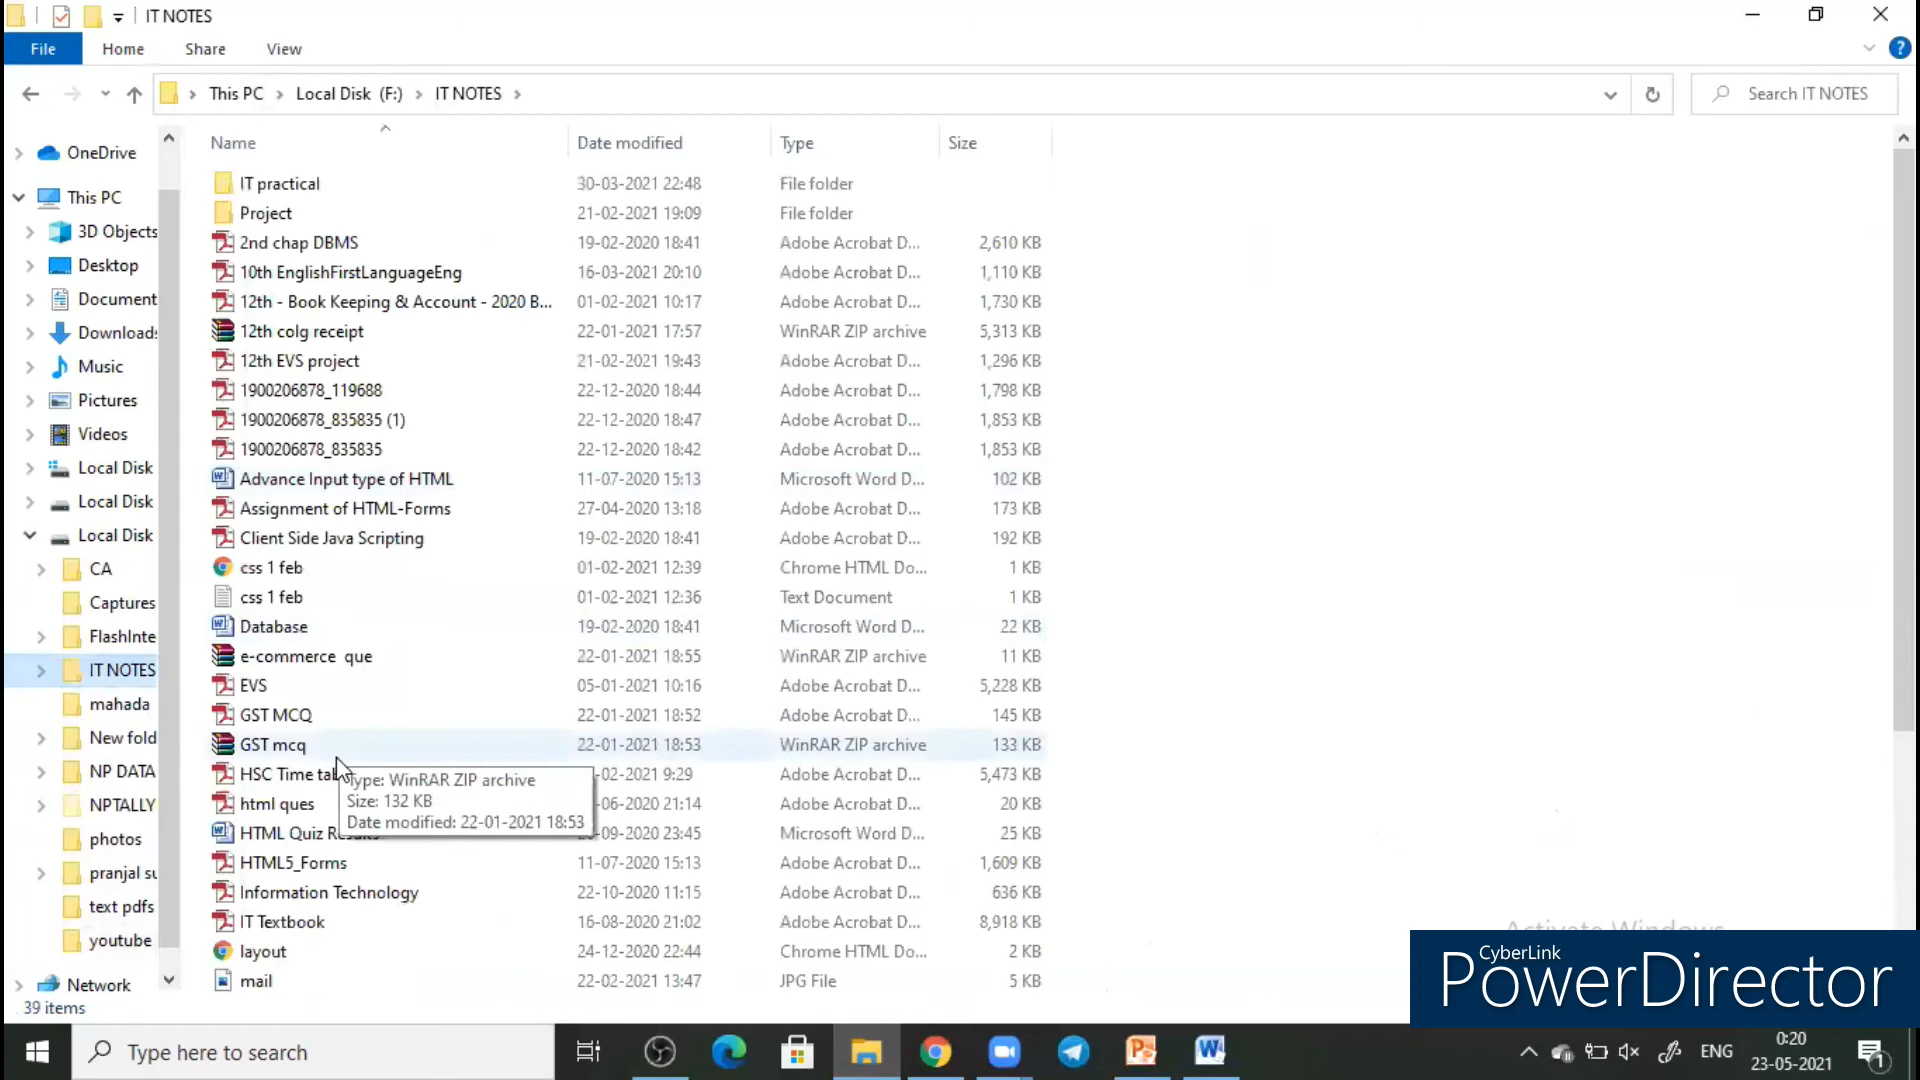 IT NOTES
File Home Share View
This PC Local Disk (F:) IT NOTES Search IT NOTES
Name Date modified Type Size
OneDrive
This PC
3D Objects
Desktop
Document
Downloads
Music
Pictures
Videos
Local Disk
Local Disk
Local Disk
CA
Captures
FlashInte
IT NOTES
mahada
New fold
NP DATA
NPTALLY
photos
pranjal su
text pdfs
youtube
Network
IT practical 30-03-2021 22:48 File folder
Project 21-02-2021 19:09 File folder
2nd chap DBMS 19-02-2020 18:41 Adobe Acrobat D... 2,610 KB
10th EnglishFirstLanguageEng 16-03-2021 20:10 Adobe Acrobat D... 1,110 KB
12th - Book Keeping & Account - 2020 B... 01-02-2021 10:17 Adobe Acrobat D... 1,730 KB
12th colg receipt 22-01-2021 17:57 WinRAR ZIP archive 5,313 KB
12th EVS project 21-02-2021 19:43 Adobe Acrobat D... 1,296 KB
1900206878_119688 22-12-2020 18:44 Adobe Acrobat D... 1,798 KB
1900206878_835835 (1) 22-12-2020 18:47 Adobe Acrobat D... 1,853 KB
1900206878_835835 22-12-2020 18:42 Adobe Acrobat D... 1,853 KB
Advance Input type of HTML 11-07-2020 15:13 Microsoft Word D... 102 KB
Assignment of HTML-Forms 27-04-2020 13:18 Adobe Acrobat D... 173 KB
Client Side Java Scripting 19-02-2020 18:41 Adobe Acrobat D... 192 KB
css 1 feb 01-02-2021 12:39 Chrome HTML Do... 1 KB
css 1 feb 01-02-2021 12:36 Text Document 1 KB
Database 19-02-2020 18:41 Microsoft Word D... 22 KB
e-commerce que 22-01-2021 18:55 WinRAR ZIP archive 11 KB
EVS 05-01-2021 10:16 Adobe Acrobat D... 5,228 KB
GST MCQ 22-01-2021 18:52 Adobe Acrobat D... 145 KB
GST mcq 22-01-2021 18:53 WinRAR ZIP archive 133 KB
HSC Time -02-2021 9:29 Adobe Acrobat D... 5,473 KB
html ques -06-2020 21:14 Adobe Acrobat D... 20 KB
HTML Quiz -09-2020 23:45 Microsoft Word D... 25 KB
HTML5_Forms 11-07-2020 15:13 Adobe Acrobat D... 1,609 KB
Information Technology 22-10-2020 11:15 Adobe Acrobat D... 636 KB
IT Textbook 16-08-2020 21:02 Adobe Acrobat D... 8,918 KB
layout 24-12-2020 22:44 Chrome HTML Do... 2 KB
mail 22-02-2021 13:47 JPG File 5 KB
Type: WinRAR ZIP archive
Size: 132 KB
Date modified: 22-01-2021 18:53
39 items
Activate Windows
CyberLink
PowerDirector
Type here to search
ENG
0:20
23-05-2021
1